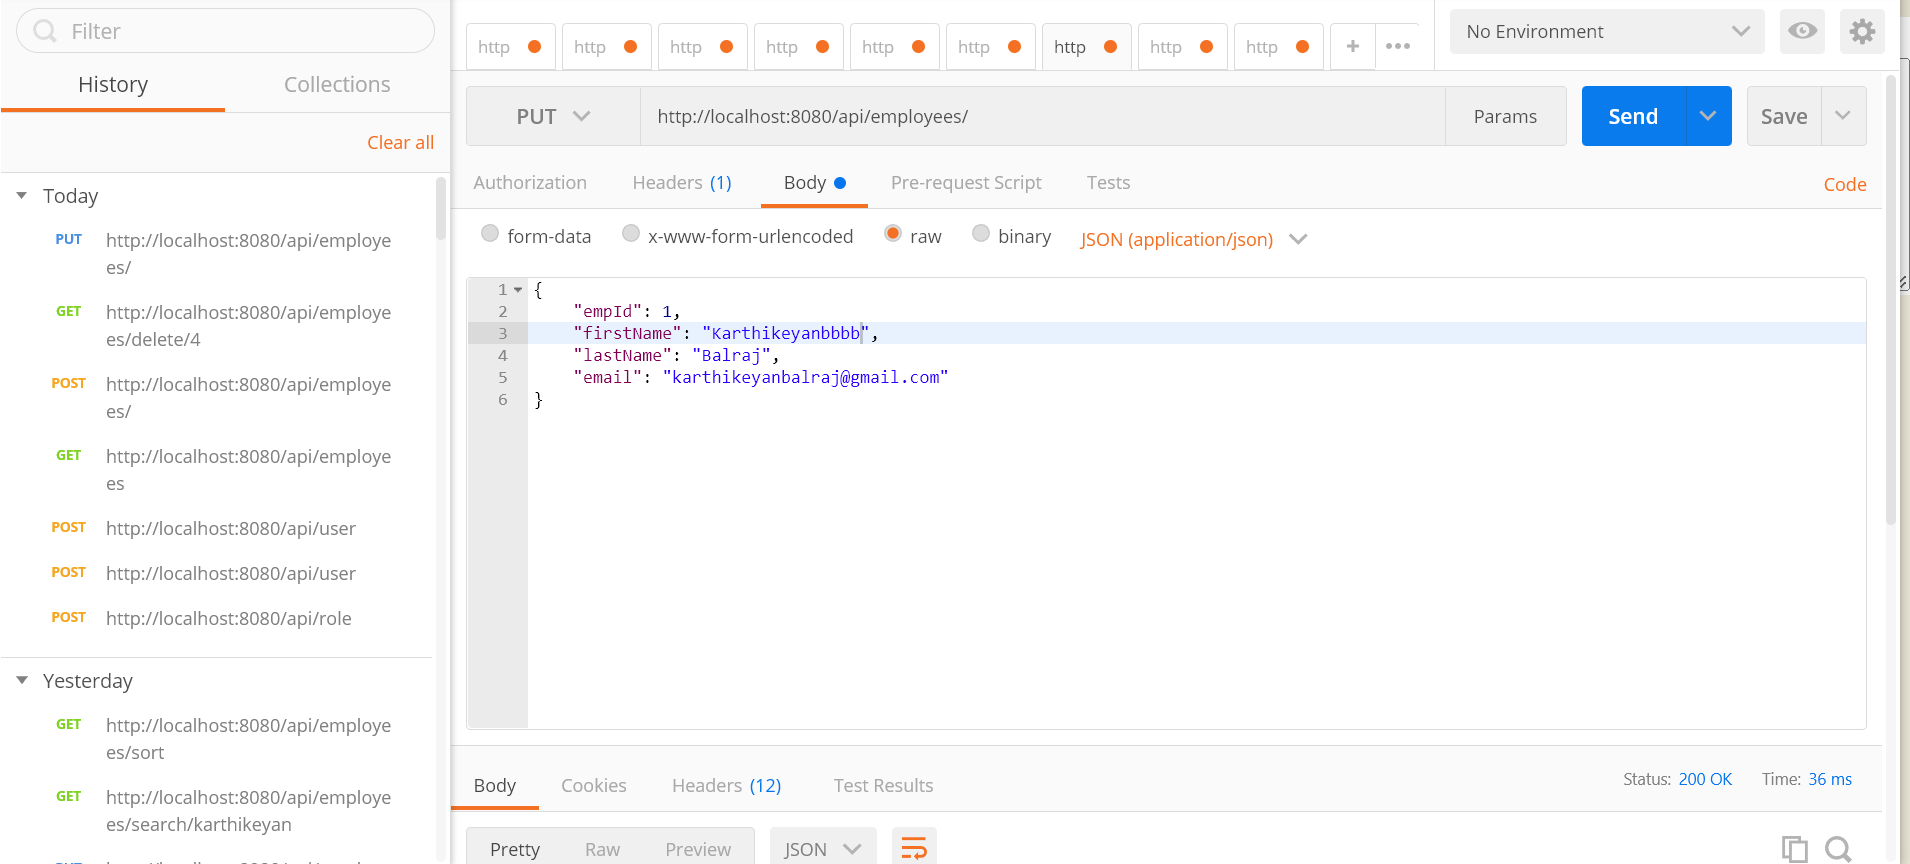 Filter
History Collections
Clear all
Today
PUT http://localhost:8080/api/employe
es/
GET http://localhost:8080/api/employe
es/delete/4
POST http://localhost:8080/api/employe
es/
GET http://localhost:8080/api/employe
es
POST http://localhost:8080/api/user
POST http://localhost:8080/api/user
POST http://localhost:8080/api/role
Yesterday
GET http://localhost:8080/api/employe
es/sort
GET http://localhost:8080/api/employe
es/search/karthikeyan
http http http http http http http http http + •••
No Environment
PUT http://localhost:8080/api/employees/ Params Send Save
Authorization Headers (1) Body Pre-request Script Tests Code
form-data x-www-form-urlencoded raw binary JSON (application/json)
1 {
2 "empId": 1,
3 "firstName": "Karthikeyanbbbb",
4 "lastName": "Balraj",
5 "email": "karthikeyanbalraj@gmail.com"
6 }
Body Cookies Headers (12) Test Results Status: 200 OK Time: 36 ms
Pretty Raw Preview JSON